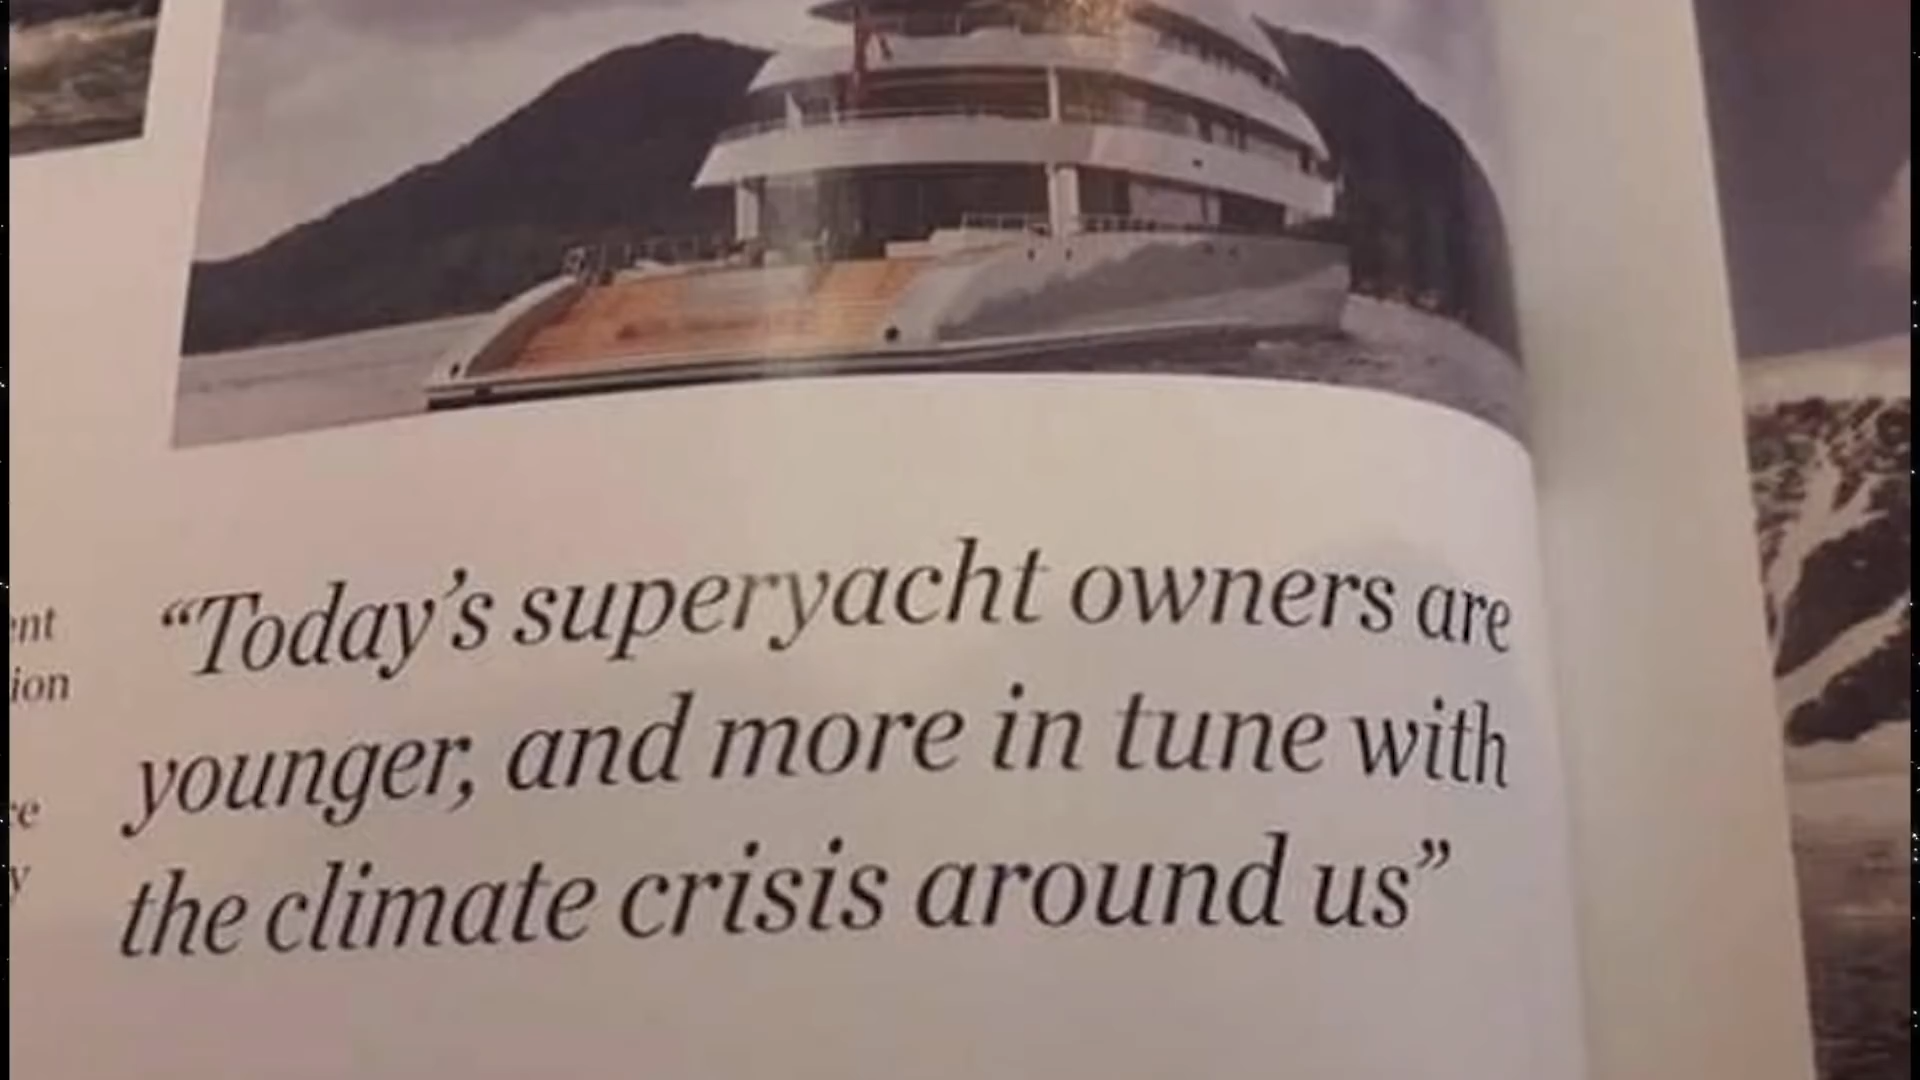 “Today’s superyacht owners are
younger, and more in tune with
the climate crisis around us”